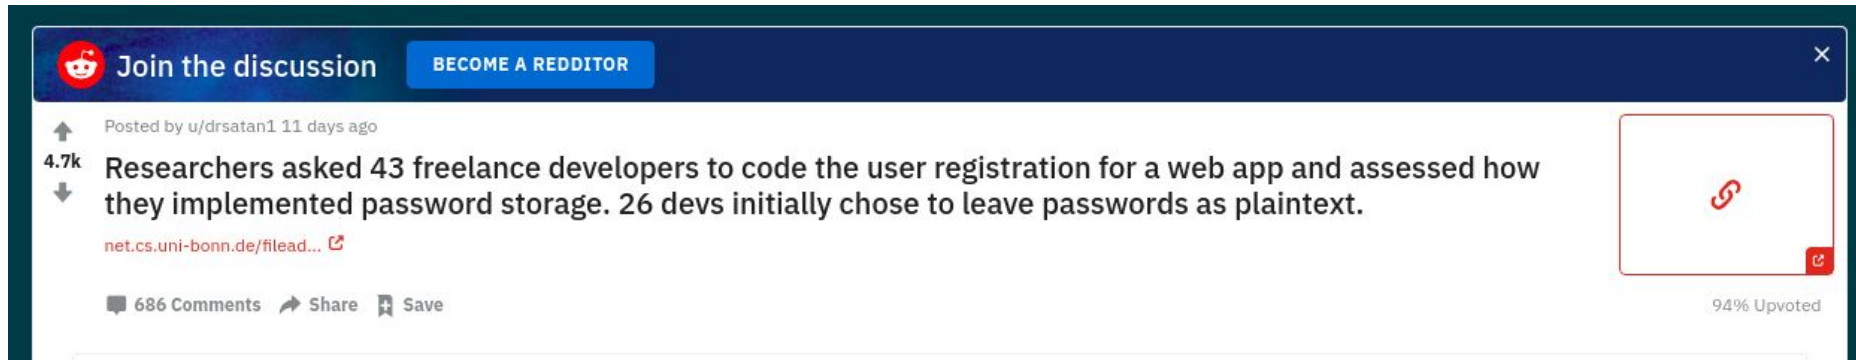 Join the discussion BECOME A REDDITOR
Posted by u/drsatan1 11 days ago
4.7k
Researchers asked 43 freelance developers to code the user registration for a web app and assessed how
they implemented password storage. 26 devs initially chose to leave passwords as plaintext.
net.cs.uni-bonn.de/filead...
686 Comments Share Save
94% Upvoted